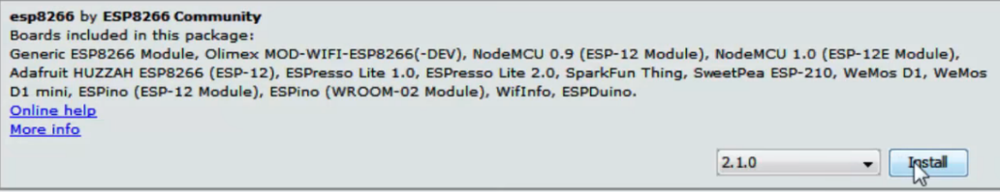 esp8266 by ESP8266 Community
Boards included in this package:
Generic ESP8266 Module, Olimex MOD-WIFI-ESP8266(-DEV), NodeMCU 0.9 (ESP-12 Module), NodeMCU 1.0 (ESP-12E Module),
Adafruit HUZZAH ESP8266 (ESP-12), ESPresso Lite 1.0, ESPresso Lite 2.0, SparkFun Thing, SweetPea ESP-210, WeMos D1, WeMos
D1 mini, ESPino (ESP-12 Module), ESPino (WROOM-02 Module), WifInfo, ESPDuino.
Online help
More info
2.1.0 Install